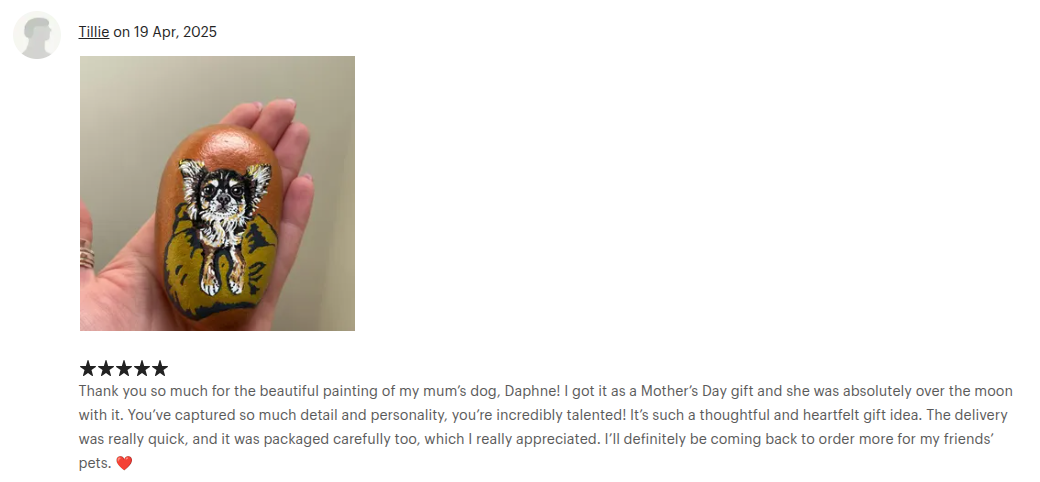 Tillie on 19 Apr, 2025
★★★★★
Thank you so much for the beautiful painting of my mum’s dog, Daphne! I got it as a Mother’s Day gift and she was absolutely over the moon
with it. You’ve captured so much detail and personality, you’re incredibly talented! It’s such a thoughtful and heartfelt gift idea. The delivery
was really quick, and it was packaged carefully too, which I really appreciated. I’ll definitely be coming back to order more for my friends’
pets. ❤️